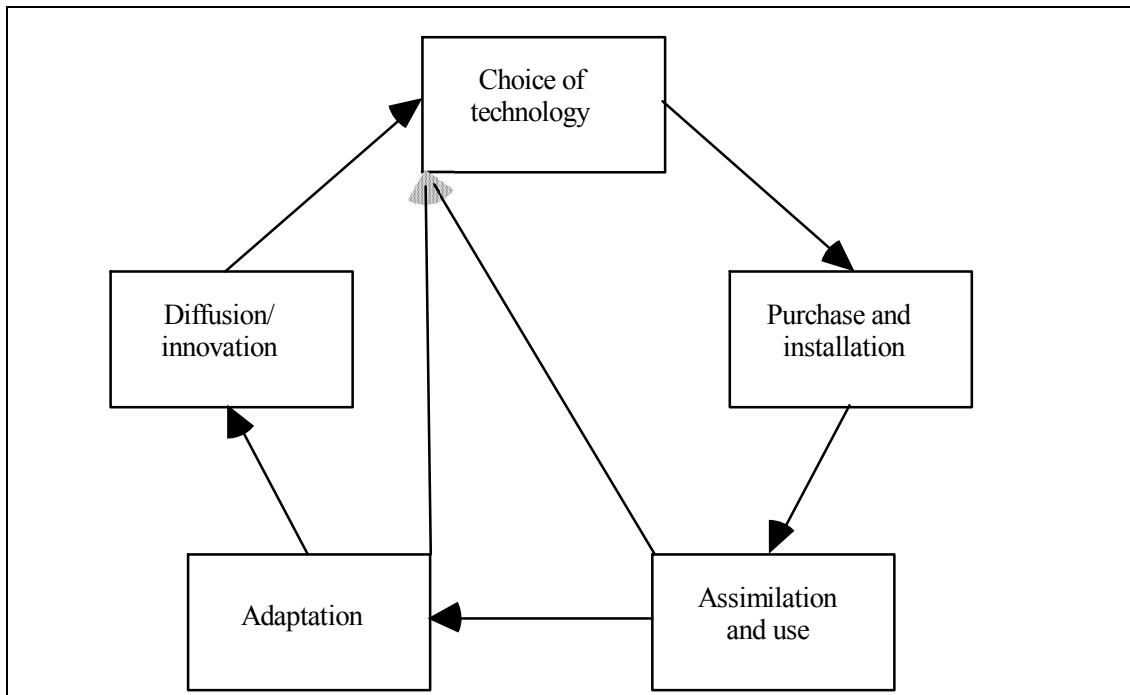 Choice of
technology
Purchase and
installation
Assimilation
and use
Adaptation
Diffusion/
innovation